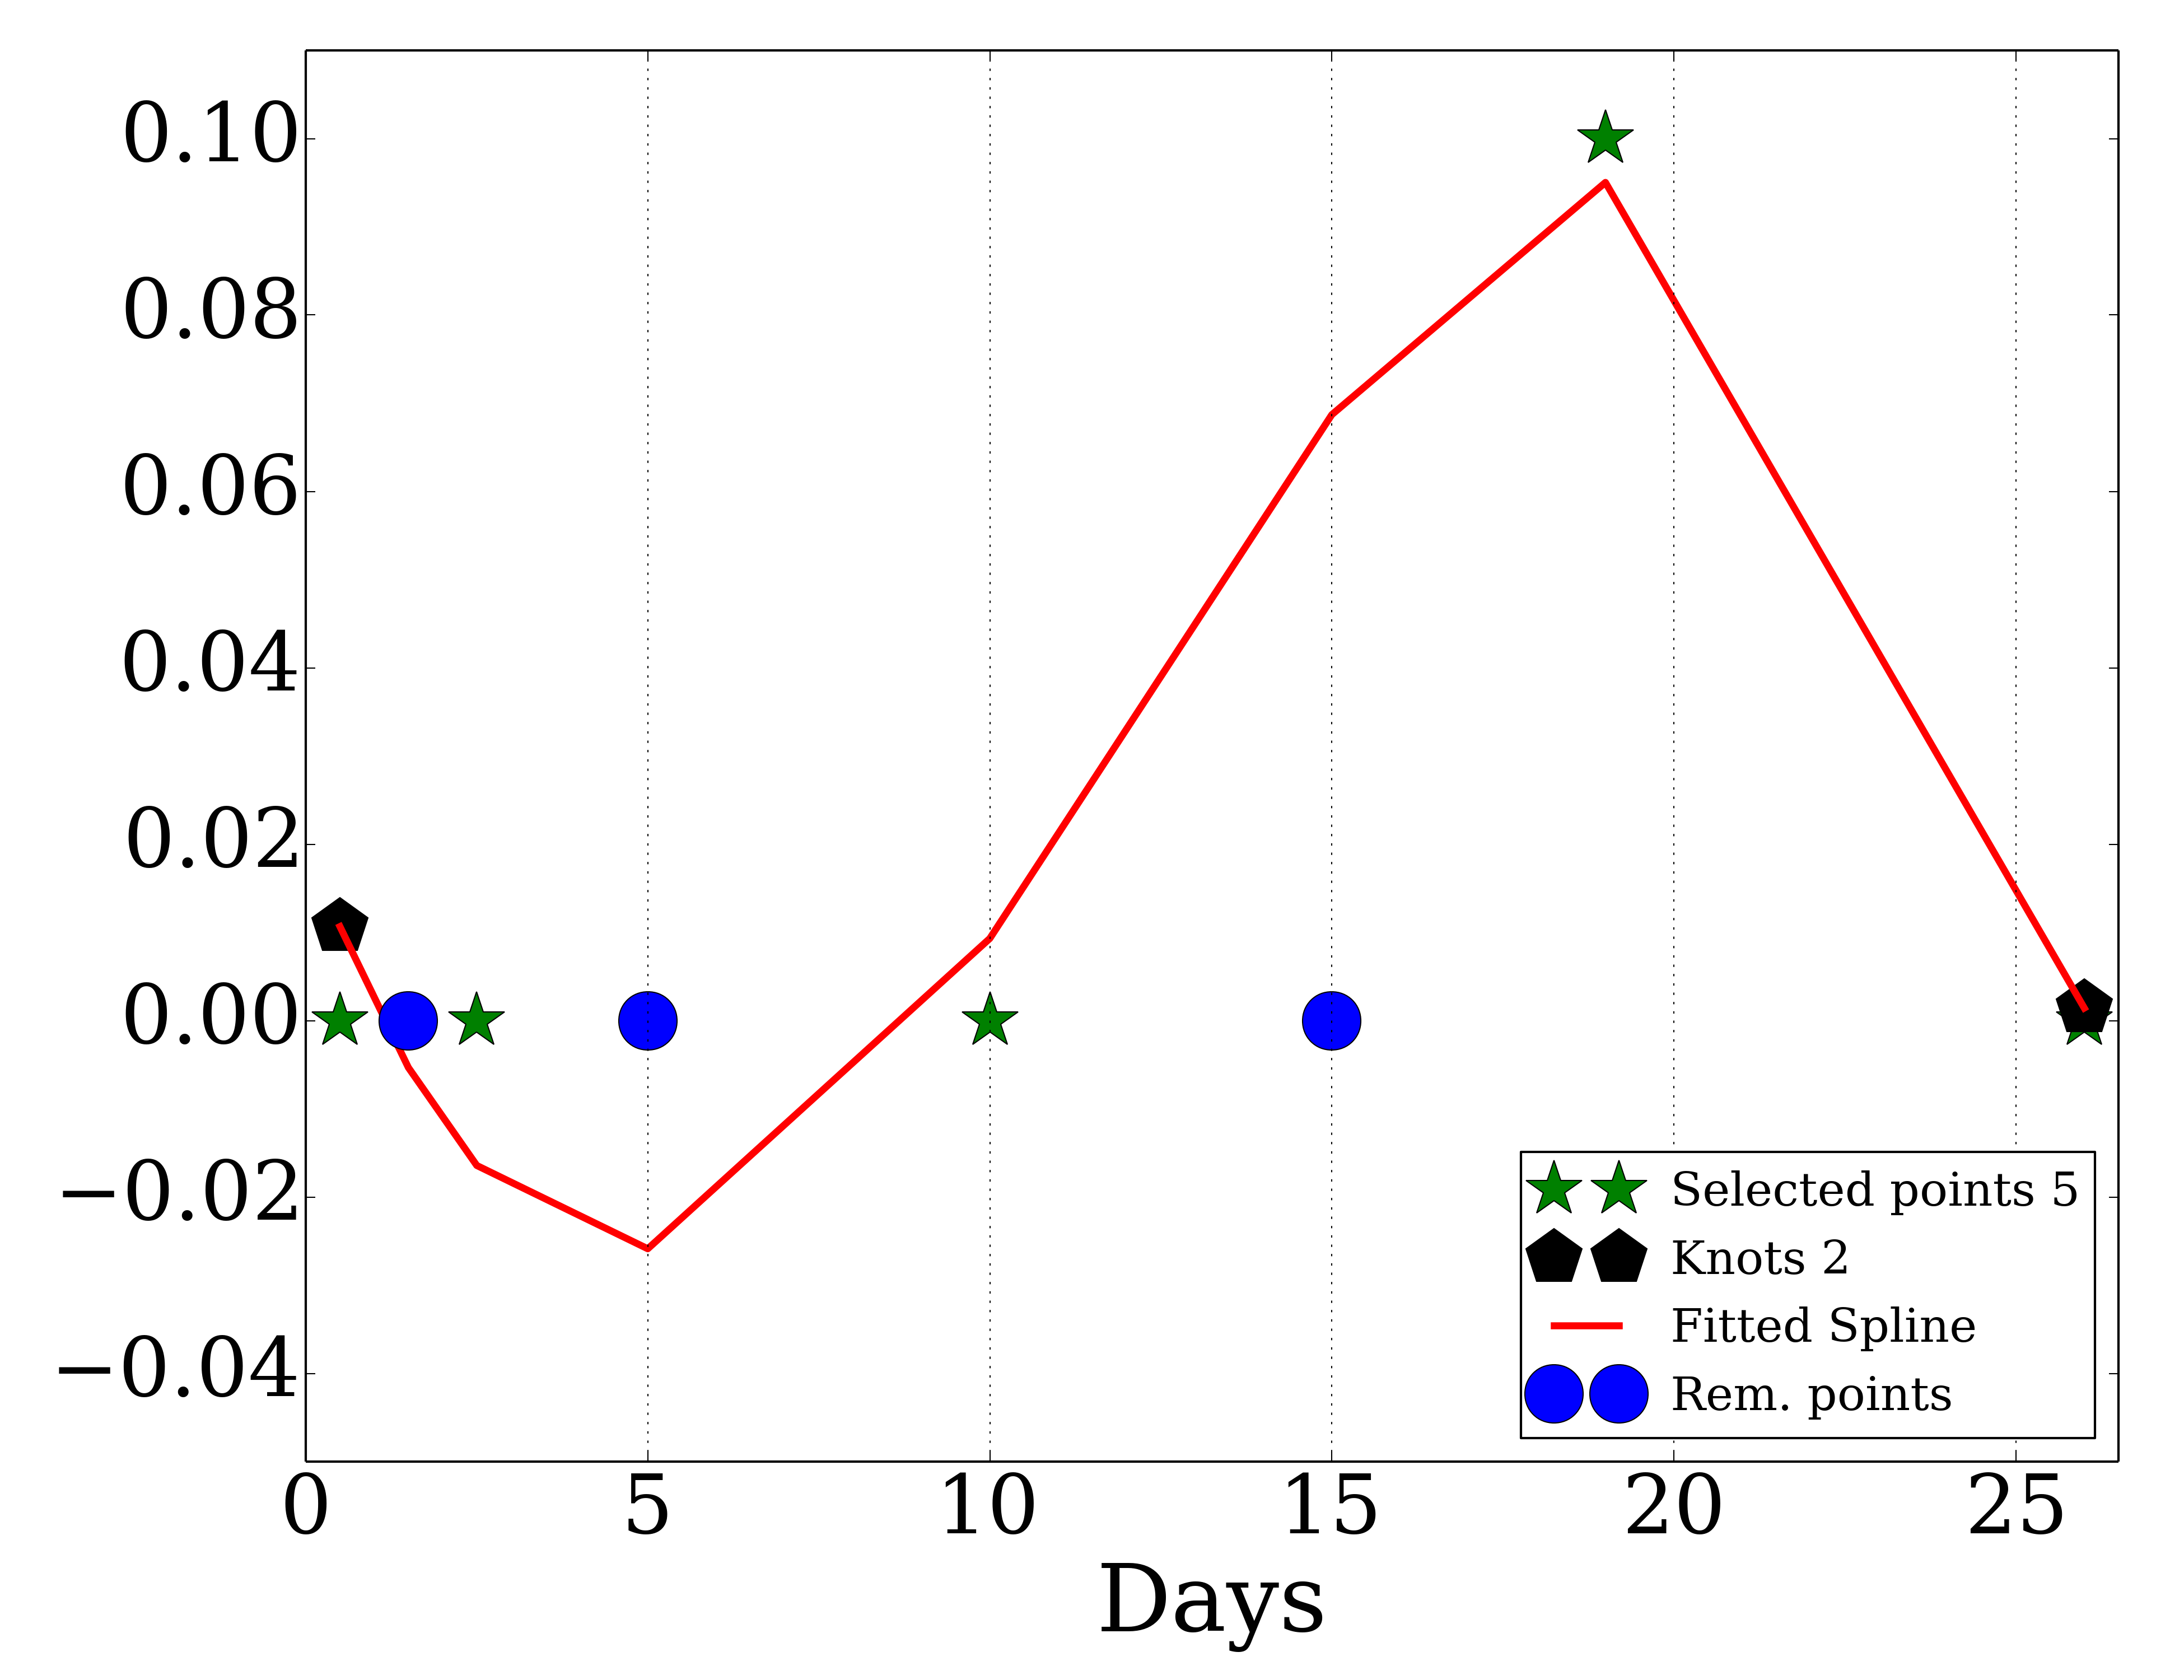 0.10
0.08
0.06
0.04
0.02
0.00
−0.02
−0.04
Selected points 5
Knots 2
Fitted Spline
Rem. points
0 5 10 15 20 25
Days